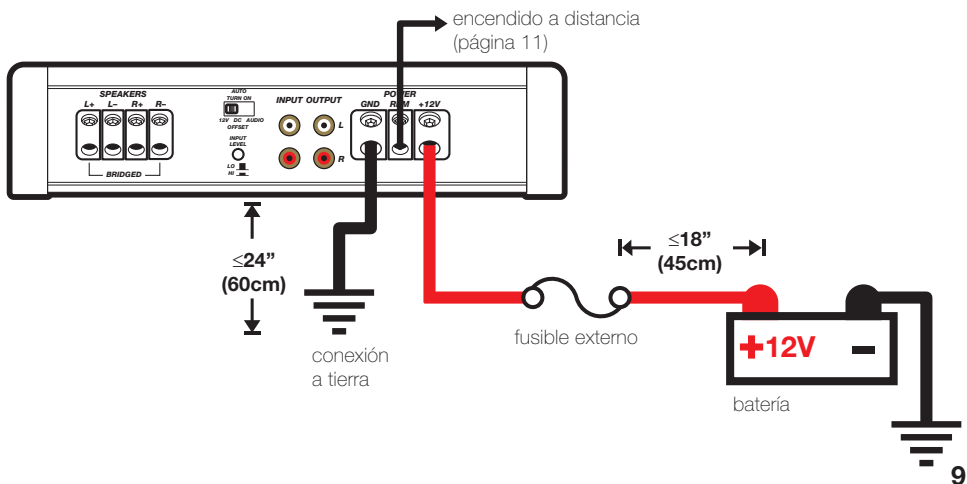 encendido a distancia
(página 11)
SPEAKERS
L+ L– R+ R–
BRIDGED
AUTO
TURN ON
12V DC AUDIO
OFFSET
INPUT
LEVEL
LO
HI
INPUT OUTPUT
L
R
POWER
GND REM +12V
≤24”
(60cm)
conexión
a tierra
≤18”
(45cm)
fusible externo
+12V –
batería
9